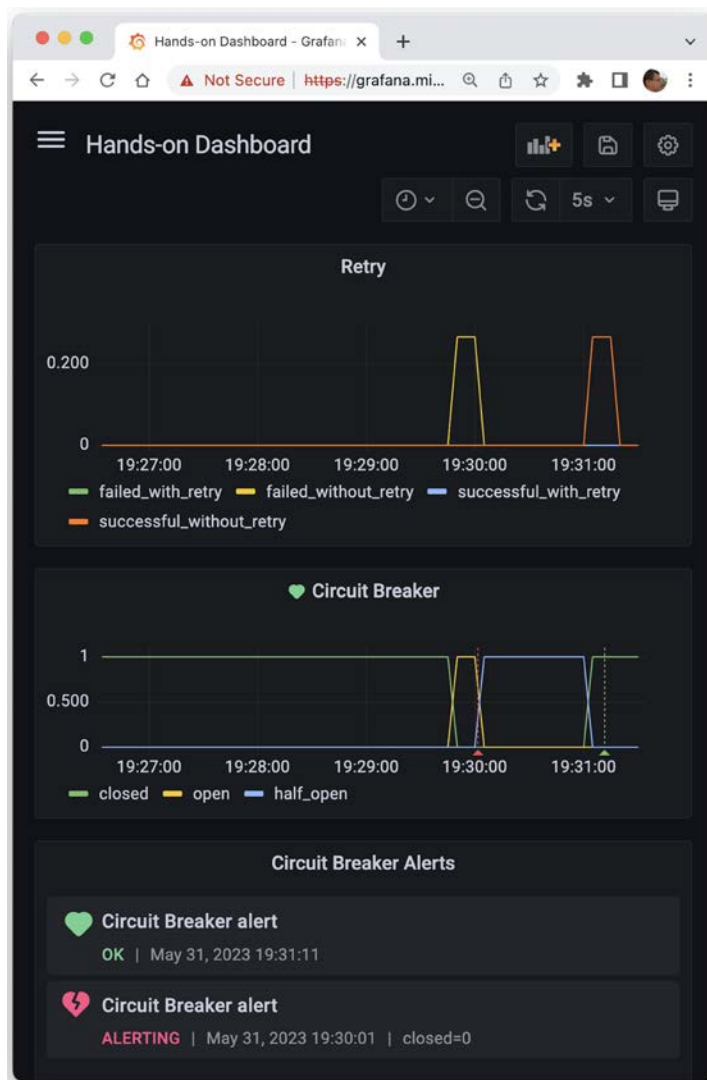 Hands-on Dashboard - Grafan
Not Secure | https://grafana.mi...
Hands-on Dashboard
5s
Retry
0.200
0
19:27:00 19:28:00 19:29:00 19:30:00 19:31:00
failed_with_retry failed_without_retry successful_with_retry
successful_without_retry
Circuit Breaker
1
0.500
0
19:27:00 19:28:00 19:29:00 19:30:00 19:31:00
closed open half_open
Circuit Breaker Alerts
Circuit Breaker alert
OK | May 31, 2023 19:31:11
Circuit Breaker alert
ALERTING | May 31, 2023 19:30:01 | closed=0